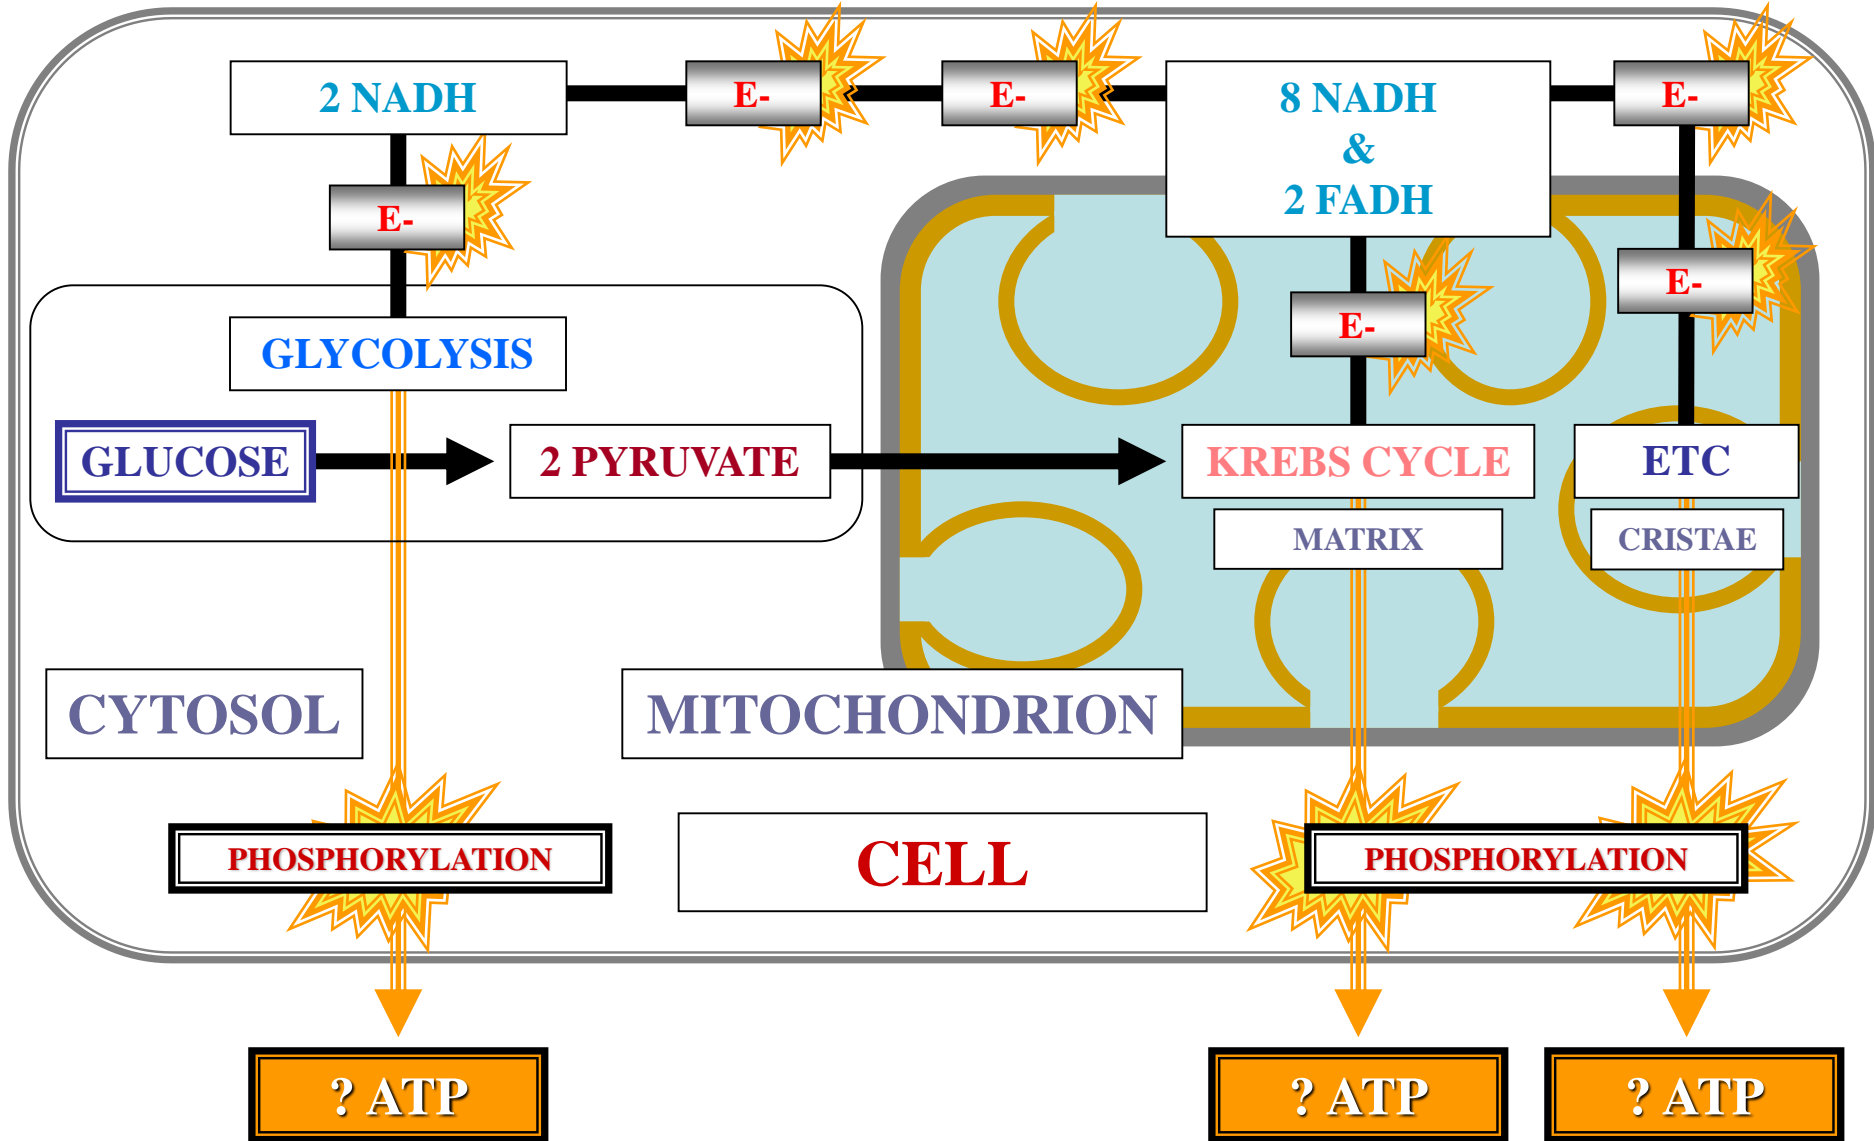 2 NADH
E-
E-
8 NADH
&
2 FADH
E-
E-
E-
E-
GLYCOLYSIS
GLUCOSE
2 PYRUVATE
KREBS CYCLE
ETC
MATRIX
CRISTAE
CYTOSOL
MITOCHONDRION
PHOSPHORYLATION
CELL
PHOSPHORYLATION
? ATP
? ATP
? ATP